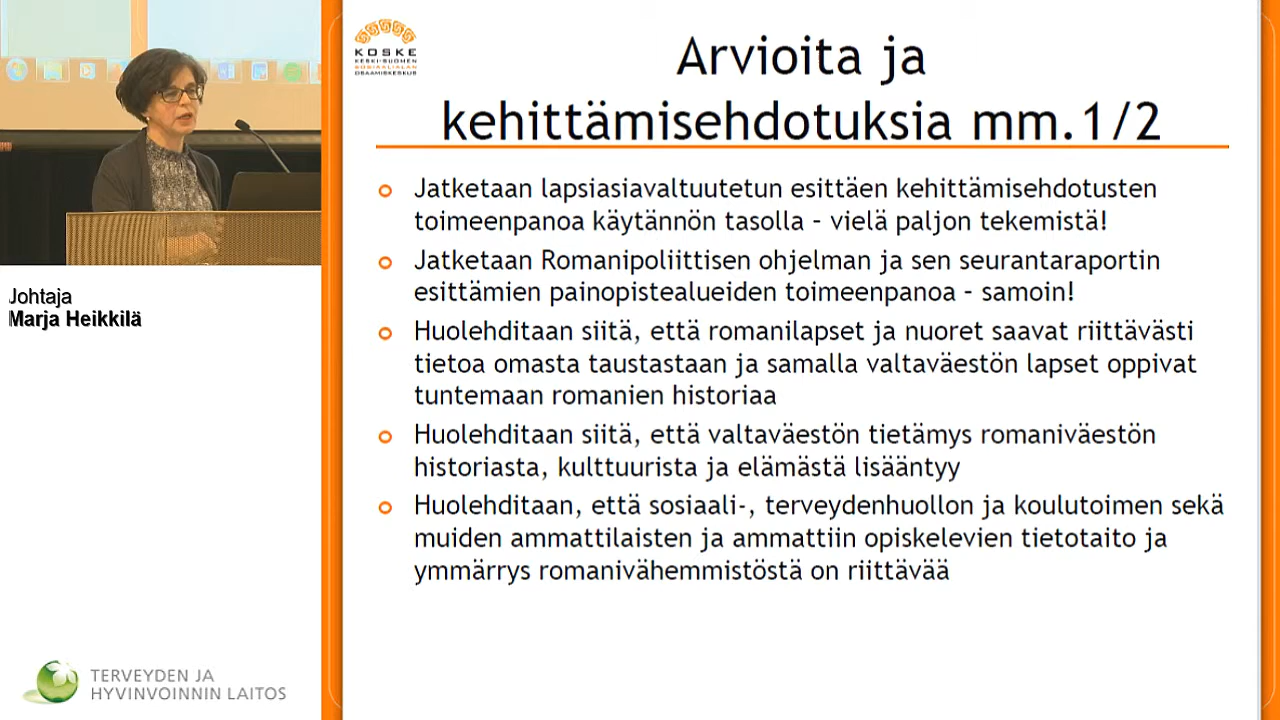 KOSKE
KESKI-SUOMEN
SOSIAALIALAN
OSAAMISKESKUS
Arvioita ja
kehittämisehdotuksia mm.1/2
Jatketaan lapsiasiavaltuutetun esittäen kehittämisehdotusten
toimeenpanoa käytännön tasolla – vielä paljon tekemistä!
Jatketaan Romanipoliittisen ohjelman ja sen seurantaraportin
esittämien painopistealueiden toimeenpanoa – samoin!
Huolehditaan siitä, että romanilapset ja nuoret saavat riittävästi
tietoa omasta taustastaan ja samalla valtaväestön lapset oppivat
tuntemaan romanien historiaa
Huolehditaan siitä, että valtaväestön tietämys romaniväestön
historiasta, kulttuurista ja elämästä lisääntyy
Huolehditaan, että sosiaali-, terveydenhuollon ja koulutoimen sekä
muiden ammattilaisten ja ammattiin opiskelevien tietotaito ja
ymmärrys romanivähemmistöstä on riittävää
Johtaja
Marja Heikkilä
TERVEYDEN JA
HYVINVOINNIN LAITOS